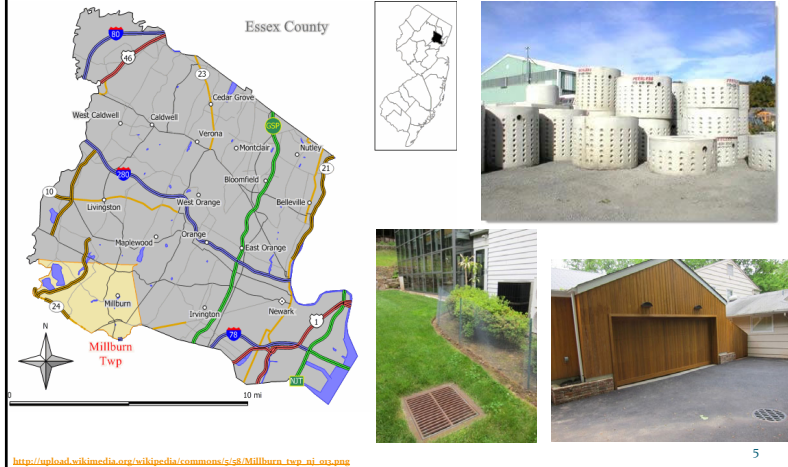 Essex County
80
46
23
Cedar Grove
West Caldwell
Caldwell
GSP
Verona
Montclair
Nutley
21
280
Bloomfield
10
Belleville
West Orange
Livingston
Orange
Maplewood
East Orange
Millburn
24
Irvington
Newark
1
N
78
Millburn
Twp
NJT
0
10 mi
http://upload.wikimedia.org/wikipedia/commons/5/58/Millburn_twp_nj_013.png
5